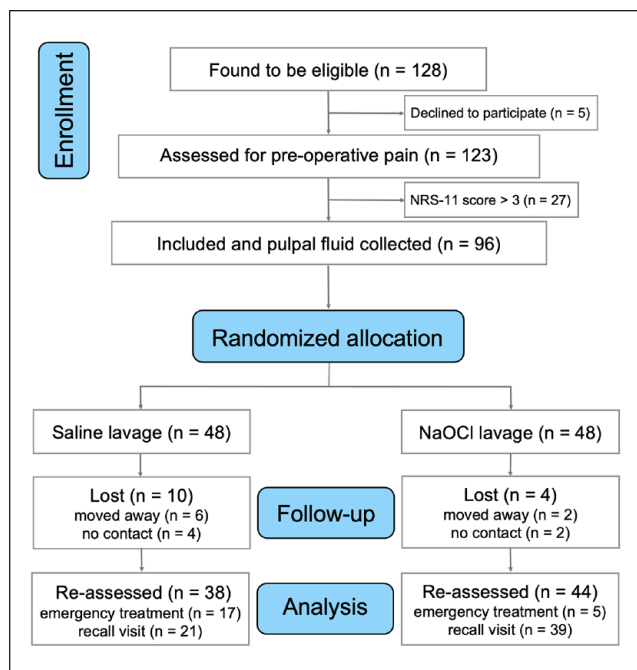 Enrollment
Found to be eligible (n = 128)
Declined to participate (n = 5)
Assessed for pre-operative pain (n = 123)
NRS-11 score > 3 (n = 27)
Included and pulpal fluid collected (n = 96)
Randomized allocation
Saline lavage (n = 48)
NaOCl lavage (n = 48)
Lost (n = 10)
moved away (n = 6)
no contact (n = 4)
Follow-up
Lost (n = 4)
moved away (n = 2)
no contact (n = 2)
Re-assessed (n = 38)
emergency treatment (n = 17)
recall visit (n = 21)
Analysis
Re-assessed (n = 44)
emergency treatment (n = 5)
recall visit (n = 39)